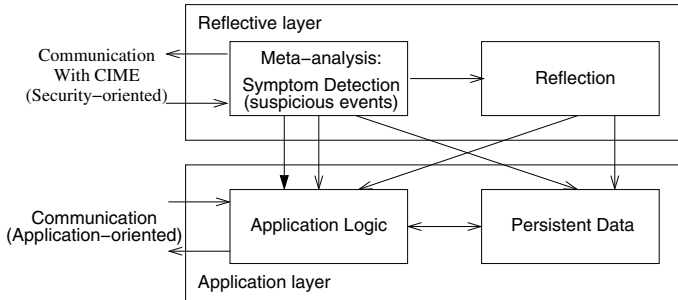 Reflective layer
Communication
With CIME
(Security−oriented)
Meta−analysis:
Symptom Detection
(suspicious events)
Reflection
Communication
(Application−oriented)
Application Logic
Persistent Data
Application layer